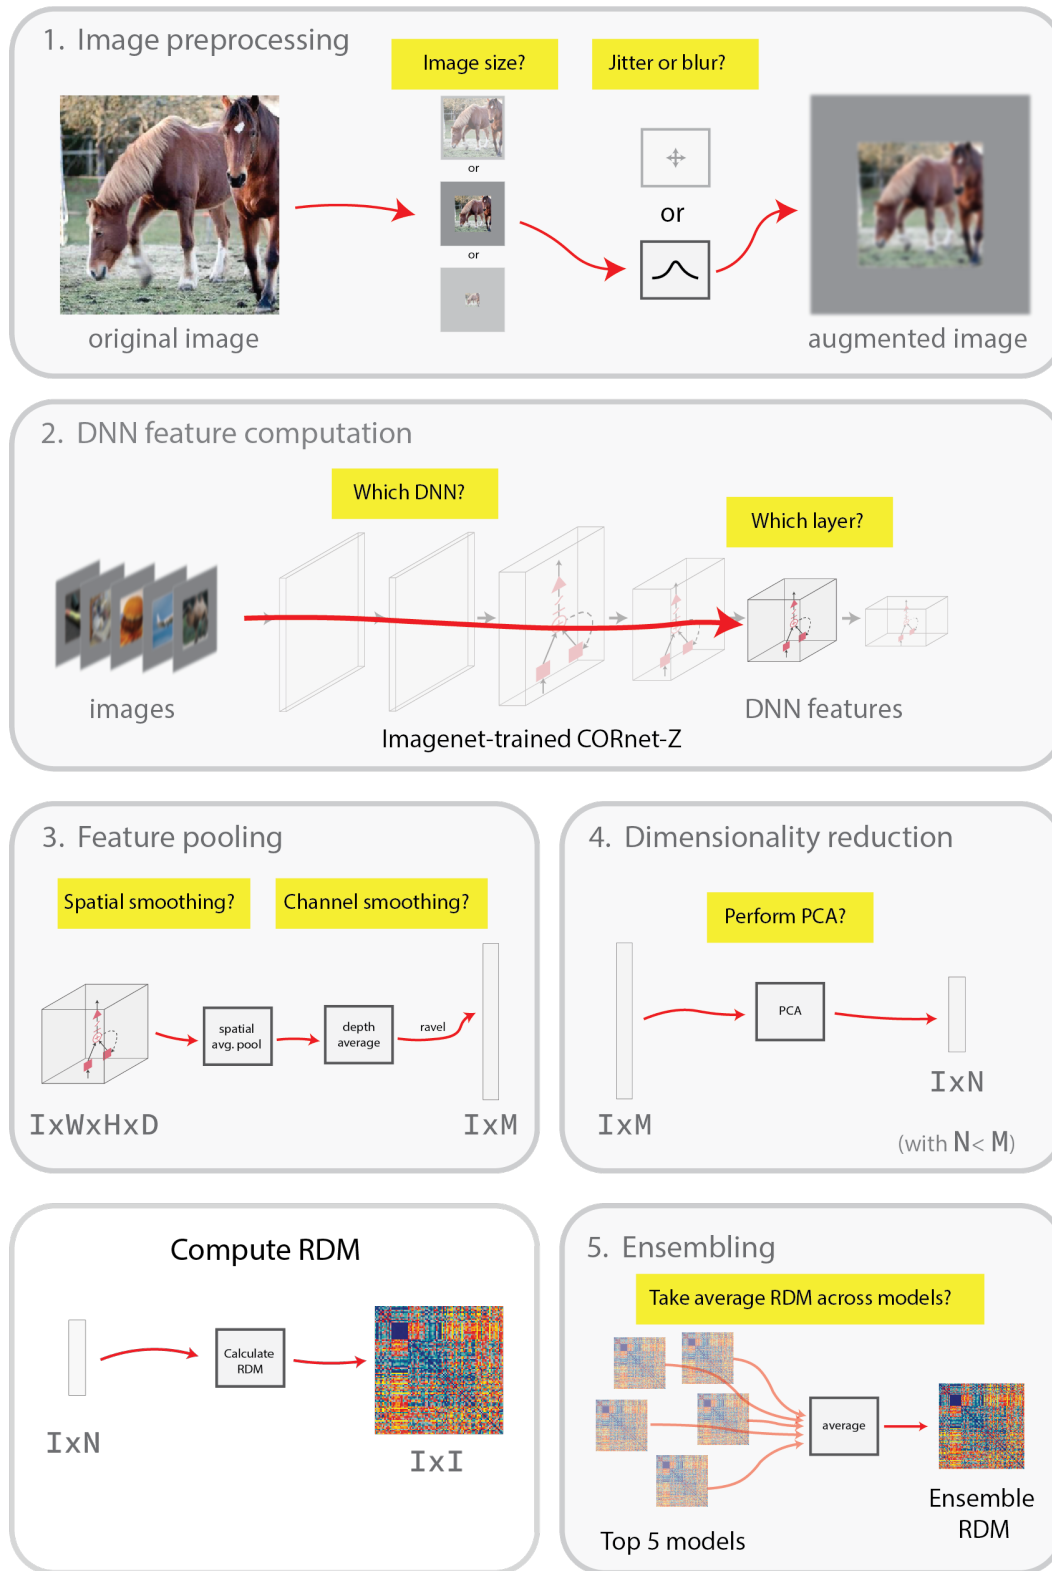 1. Image preprocessing
Image size?
Jitter or blur?
or
or
or
original image
augmented image
2. DNN feature computation
Which DNN?
Which layer?
images
DNN features
Imagenet-trained CORnet-Z
3. Feature pooling
Spatial smoothing?
Channel smoothing?
spatial
avg. pool
depth
average
ravel
IxWxHxD
IxM
4. Dimensionality reduction
Perform PCA?
PCA
IxM
IxN
(with N< M)
Compute RDM
Calculate
RDM
IxN
IxI
5. Ensembling
Take average RDM across models?
average
Top 5 models
Ensemble
RDM